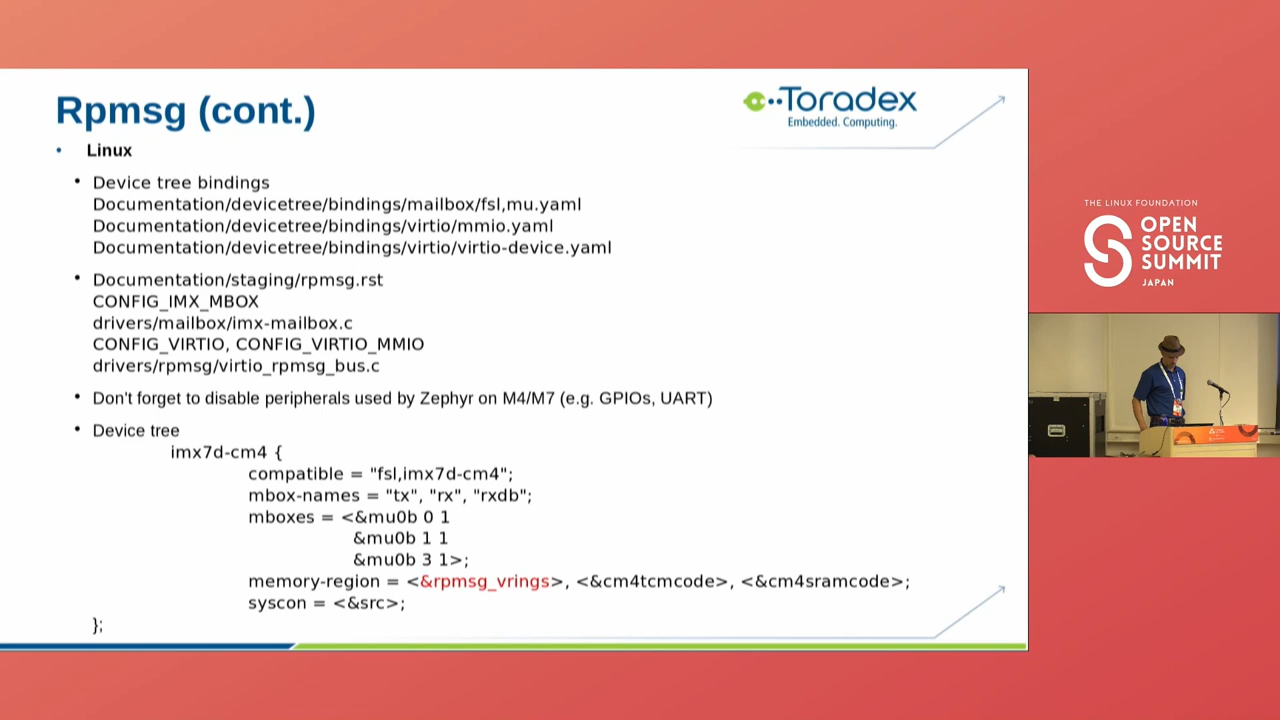 Rpmsg (cont.)
Toradex
Embedded. Computing.
• Linux
• Device tree bindings
Documentation/devicetree/bindings/mailbox/fsl,mu.yaml
Documentation/devicetree/bindings/virtio/mmio.yaml
Documentation/devicetree/bindings/virtio/virtio-device.yaml
• Documentation/staging/rpmsg.rst
CONFIG_IMX_MBOX
drivers/mailbox/imx-mailbox.c
CONFIG_VIRTIO, CONFIG_VIRTIO_MMIO
drivers/rpmsg/virtio_rpmsg_bus.c
• Don't forget to disable peripherals used by Zephyr on M4/M7 (e.g. GPIOs, UART)
• Device tree
imx7d-cm4 {
compatible = "fsl,imx7d-cm4";
mbox-names = "tx", "rx", "rxdb";
mboxes = <&mu0b 0 1
&mu0b 1 1
&mu0b 3 1>;
memory-region = <&rpmsg_vrings>, <&cm4tcmcode>, <&cm4sramcode>;
syscon = <&src>;
};
THE LINUX FOUNDATION
OPEN
SOURCE
SUMMIT
JAPAN